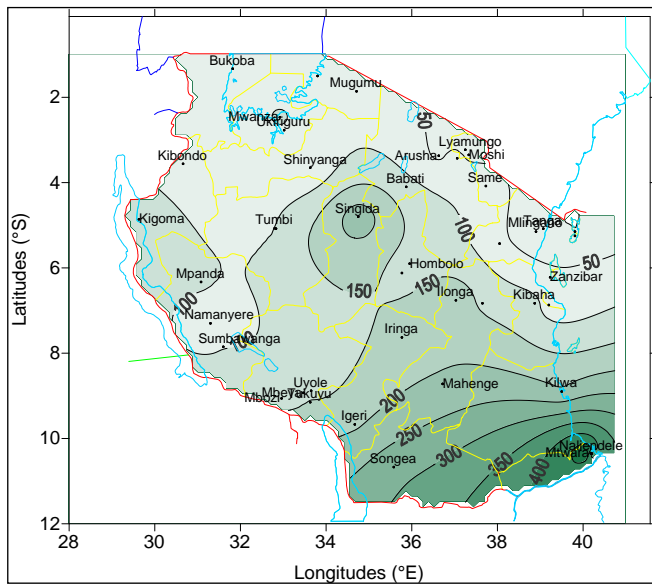 Bukoba
2
Mugumu
Mwanza
Ukiriguru
50
Lyamungo
Kibondo
Shinyanga
Arusha
Moshi
4
Babati
Same
Kigoma
Tumbi
Singida
100
Tanga
Mlingano
6
Mpanda
Hombolo
50
Zanzibar
100
150
150
Ilonga
Kibaha
Namanyere
Iringa
8
Sumbawanga
100
Uyole
Mahenge
Kilwa
Mbozi
Mbeya
Tukuyu
200
Igeri
10
250
Naliendele
Mtwara
Songea
300
350
400
12
28
30
32
34
36
38
40
Latitudes (°S)
Longitudes (°E)